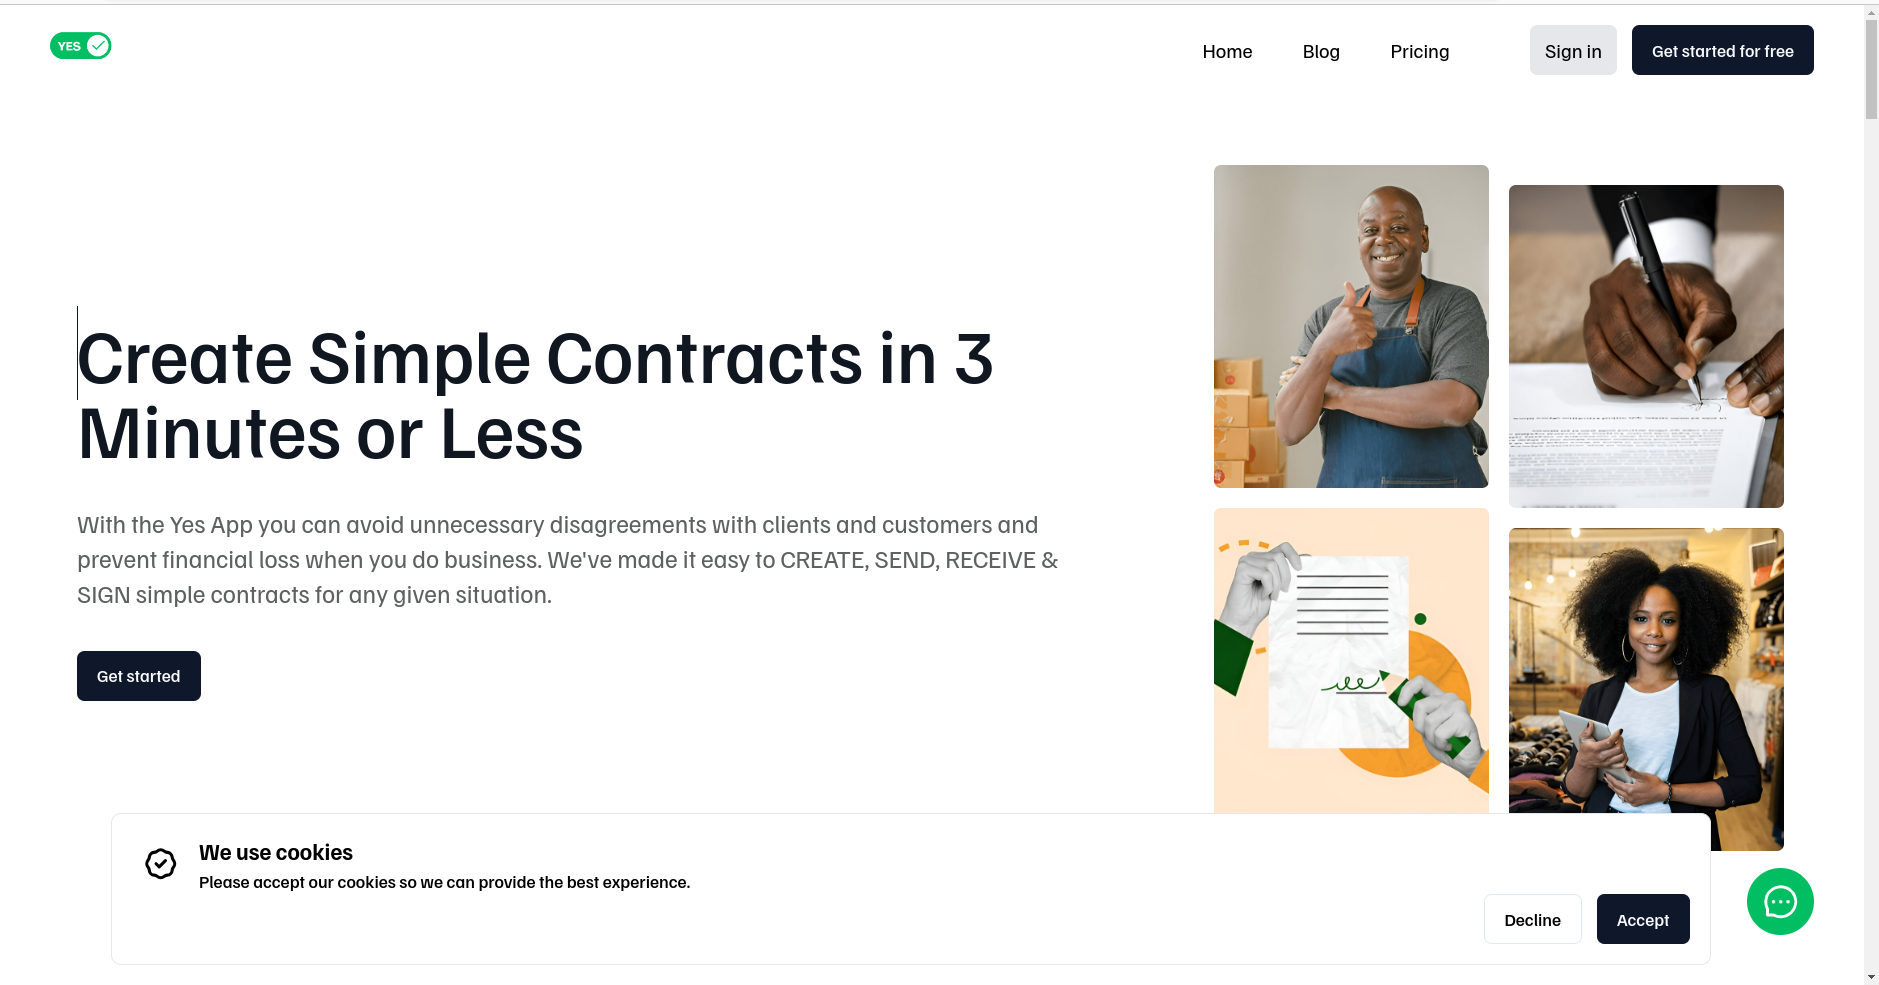 YES
Home
Blog
Pricing
Sign in
Get started for free
Create Simple Contracts in 3
Minutes or Less
With the Yes App you can avoid unnecessary disagreements with clients and customers and
prevent financial loss when you do business. We've made it easy to CREATE, SEND, RECEIVE &
SIGN simple contracts for any given situation.
Get started
We use cookies
Please accept our cookies so we can provide the best experience.
Decline
Accept